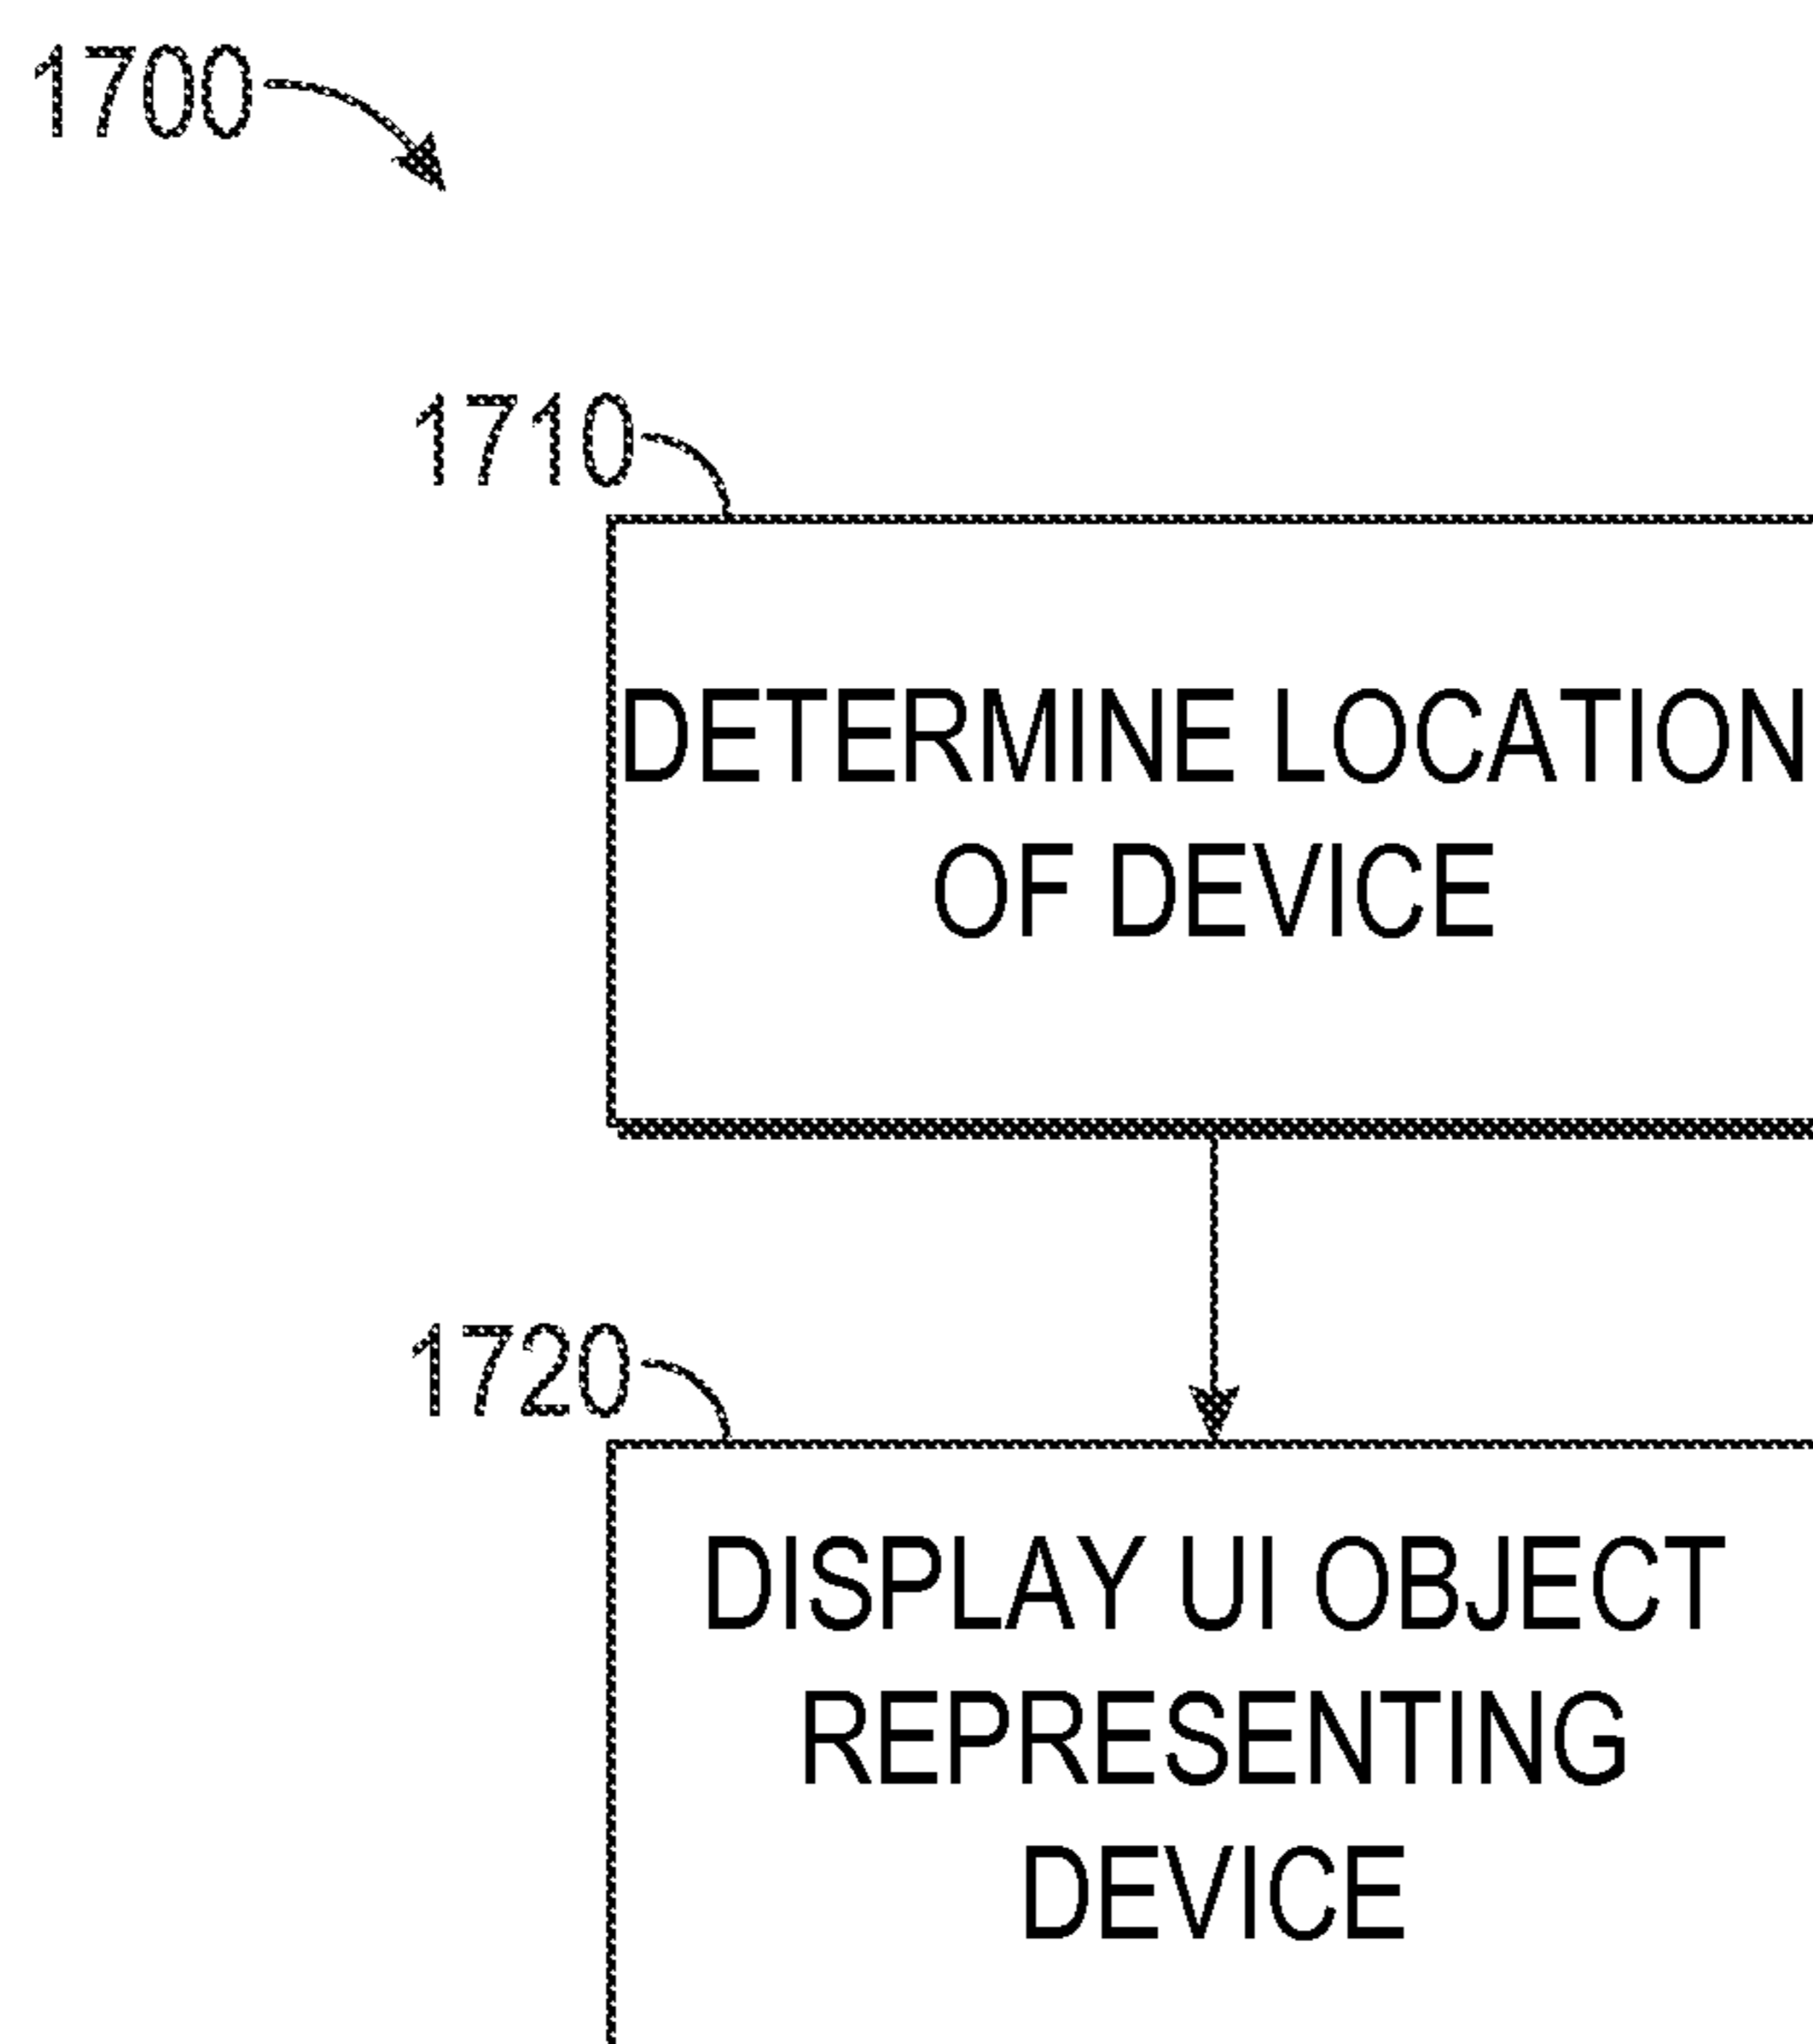 1700
1710
DETERMINE LOCATION
OF DEVICE
1720
DISPLAY UI OBJECT
REPRESENTING
DEVICE